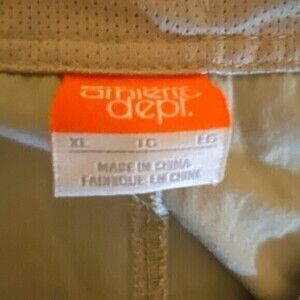 athletic
dept.
XL TG EG
MADE IN CHINA
FABRIQUÉ EN CHINE